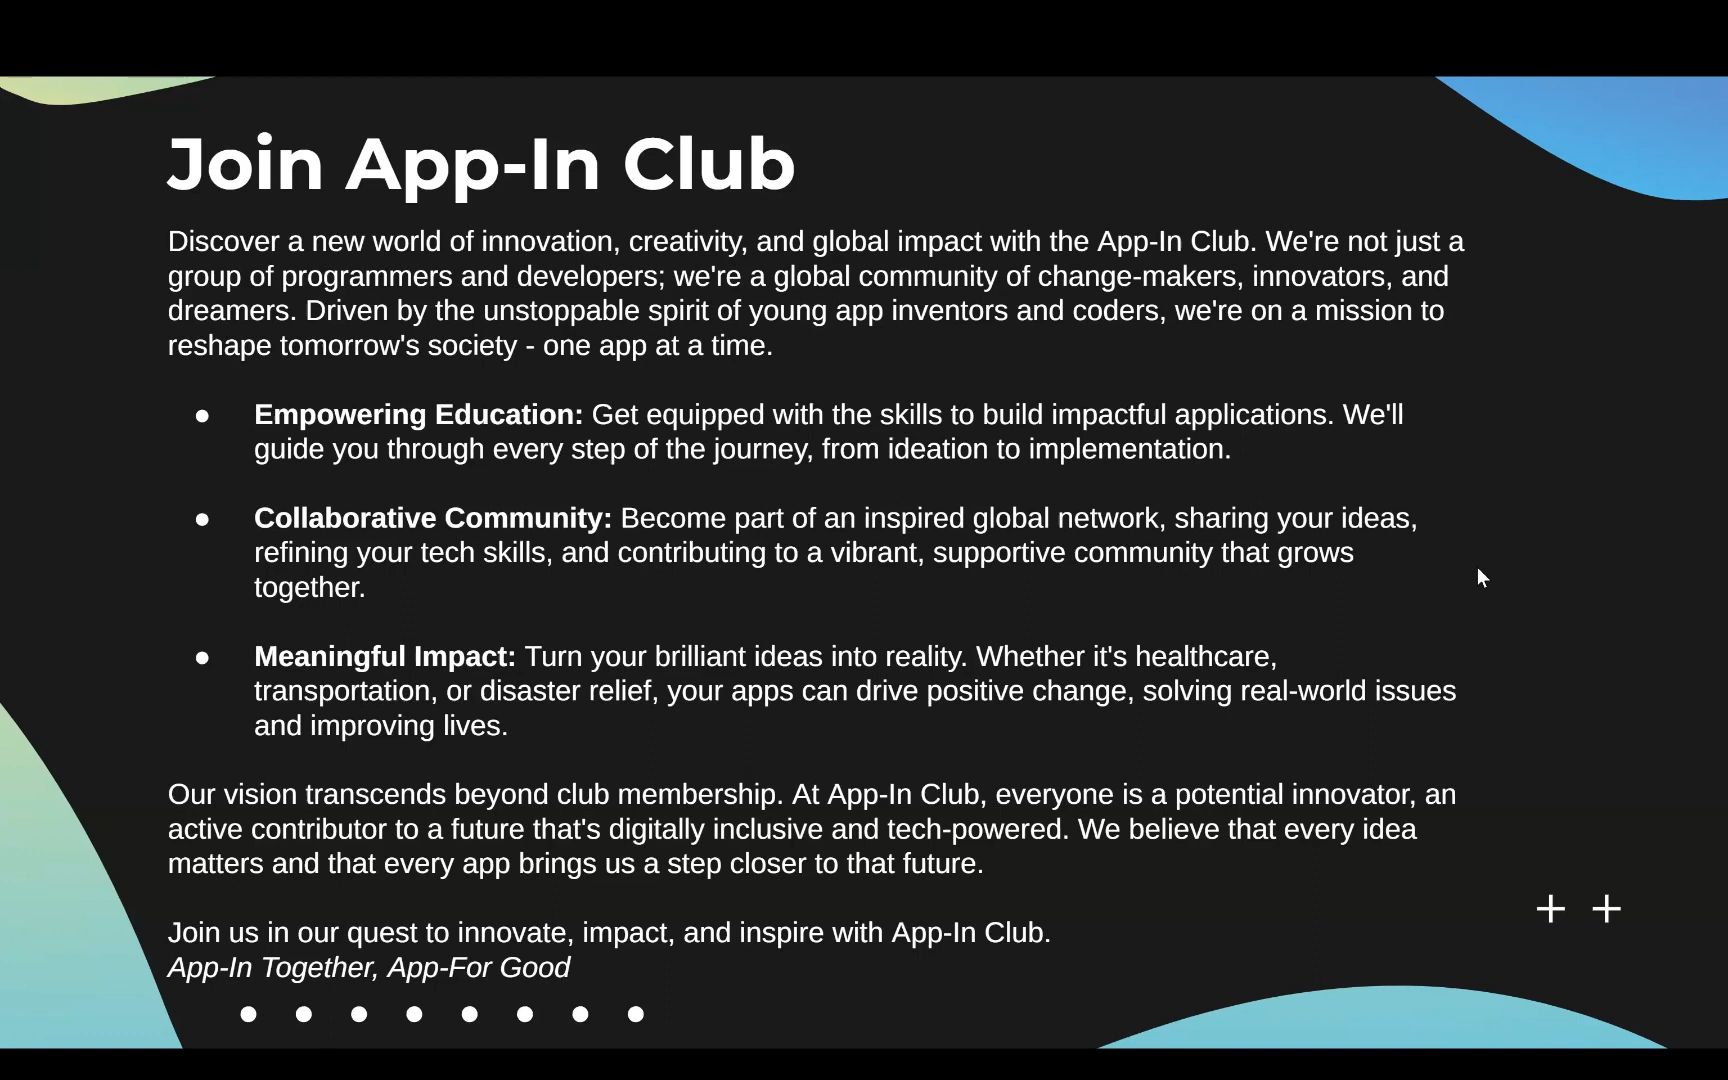 Join App-In Club
Discover a new world of innovation, creativity, and global impact with the App-In Club. We're not just a
group of programmers and developers; we're a global community of change-makers, innovators, and
dreamers. Driven by the unstoppable spirit of young app inventors and coders, we're on a mission to
reshape tomorrow's society - one app at a time.
● Empowering Education: Get equipped with the skills to build impactful applications. We'll
guide you through every step of the journey, from ideation to implementation.
● Collaborative Community: Become part of an inspired global network, sharing your ideas,
refining your tech skills, and contributing to a vibrant, supportive community that grows
together.
● Meaningful Impact: Turn your brilliant ideas into reality. Whether it's healthcare,
transportation, or disaster relief, your apps can drive positive change, solving real-world issues
and improving lives.
Our vision transcends beyond club membership. At App-In Club, everyone is a potential innovator, an
active contributor to a future that's digitally inclusive and tech-powered. We believe that every idea
matters and that every app brings us a step closer to that future.
Join us in our quest to innovate, impact, and inspire with App-In Club.
App-In Together, App-For Good